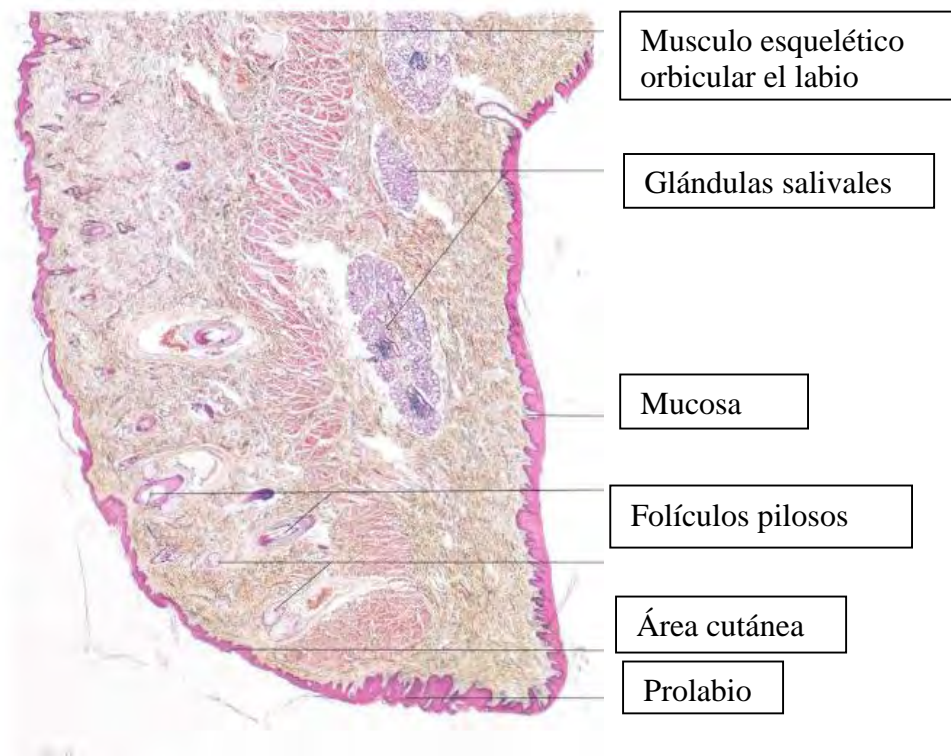 Musculo esquelético
orbicular el labio
Glándulas salivales
Mucosa
Folículos pilosos
Área cutánea
Prolabio